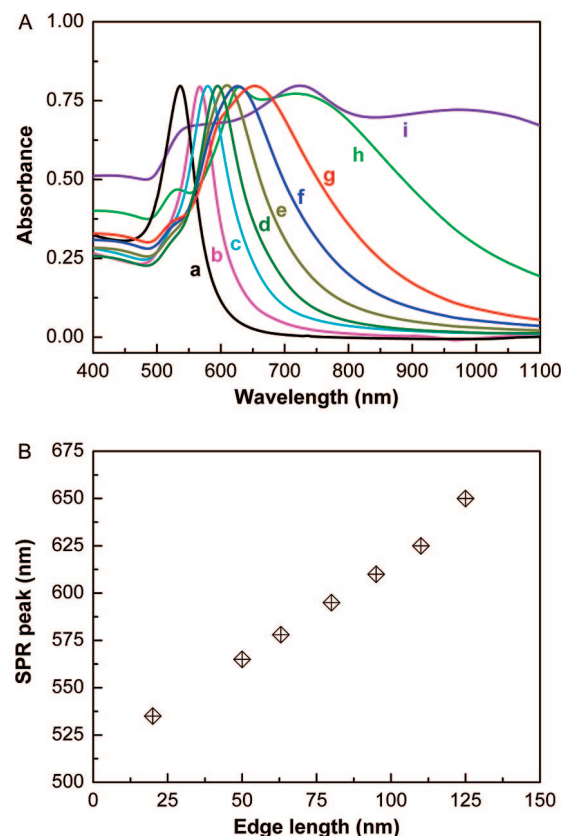 A
1.00
0.75
0.50
0.25
0.00
Absorbance
a
b
c
d
e
f
g
h
i
400 500 600 700 800 900 1000 1100
Wavelength (nm)
B
675
650
625
600
575
550
525
500
SPR peak (nm)
0 25 50 75 100 125 150
Edge length (nm)